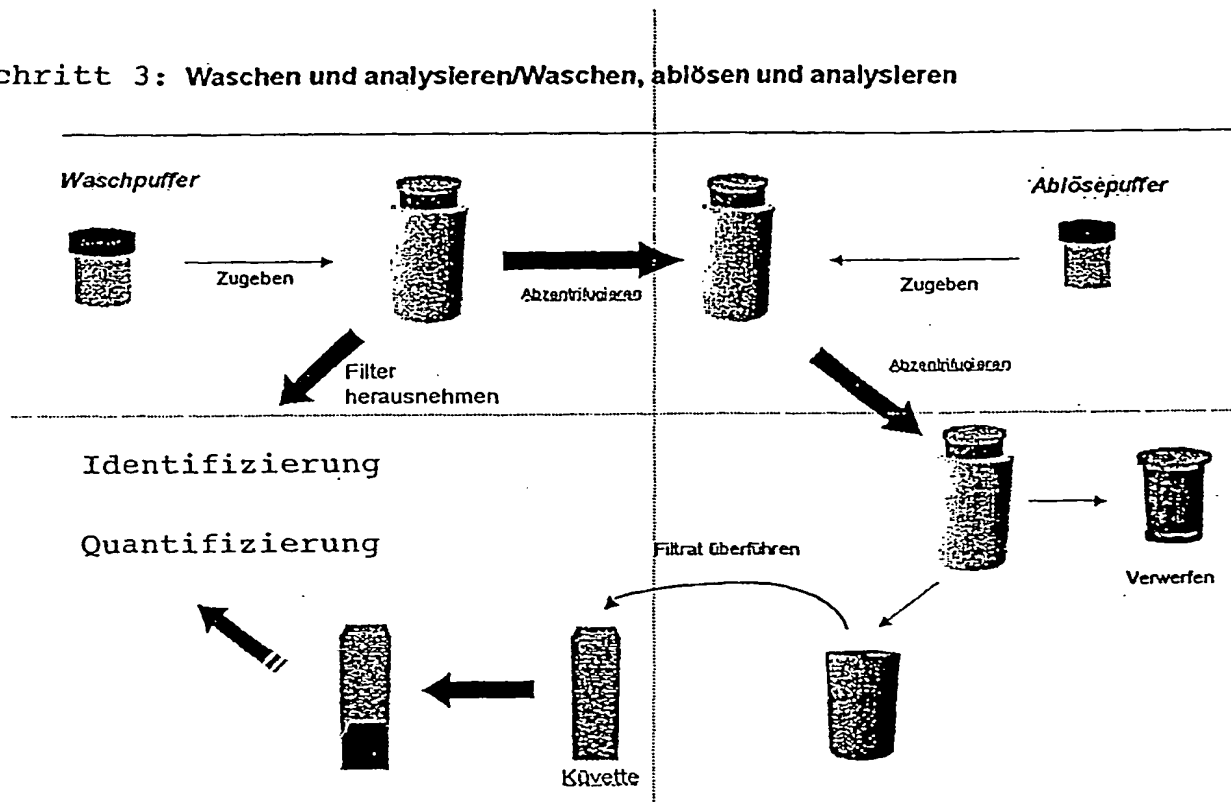 chritt 3: Waschen und analysieren/Waschen, ablösen und analysieren
Waschpuffer
Ablösepuffer
Zugeben
Abzentrifugieren
Zugeben
Filter
herausnehmen
Abzentrifugieren
Identifizierung
Quantifizierung
Filtrat überführen
Verwerfen
Küvette